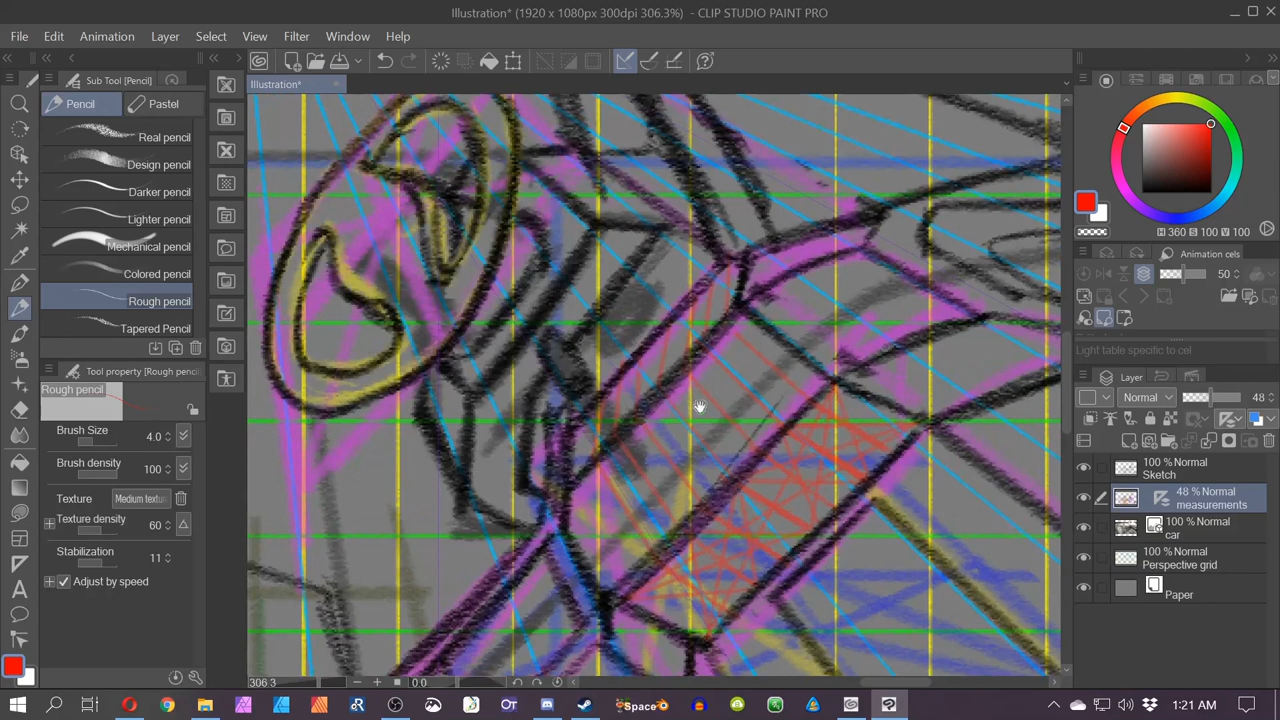 Illustration* (1920 x 1080px 300dpi 306.3%) - CLIP STUDIO PAINT PRO
File Edit Animation Layer Select View Filter Window Help
Sub Tool [Pencil]
Illustration*
Pencil Pastel
Real pencil
Design pencil
Darker pencil
Lighter pencil
Mechanical pencil
Colored pencil
Rough pencil
Tapered Pencil
Tool property [Rough pencil]
Rough pencil
Brush Size 4.0
Brush density 100
Texture Medium textur
Texture density 60
Stabilization 11
Adjust by speed
306.3 0.0
H 360 S 100 V 100
Animation cels
50
Light table specific to cel
Layer
Normal 48
100 % Normal
Sketch
48 % Normal
measurements
100 % Normal
car
100 % Normal
Perspective grid
Paper
Space
1:21 AM